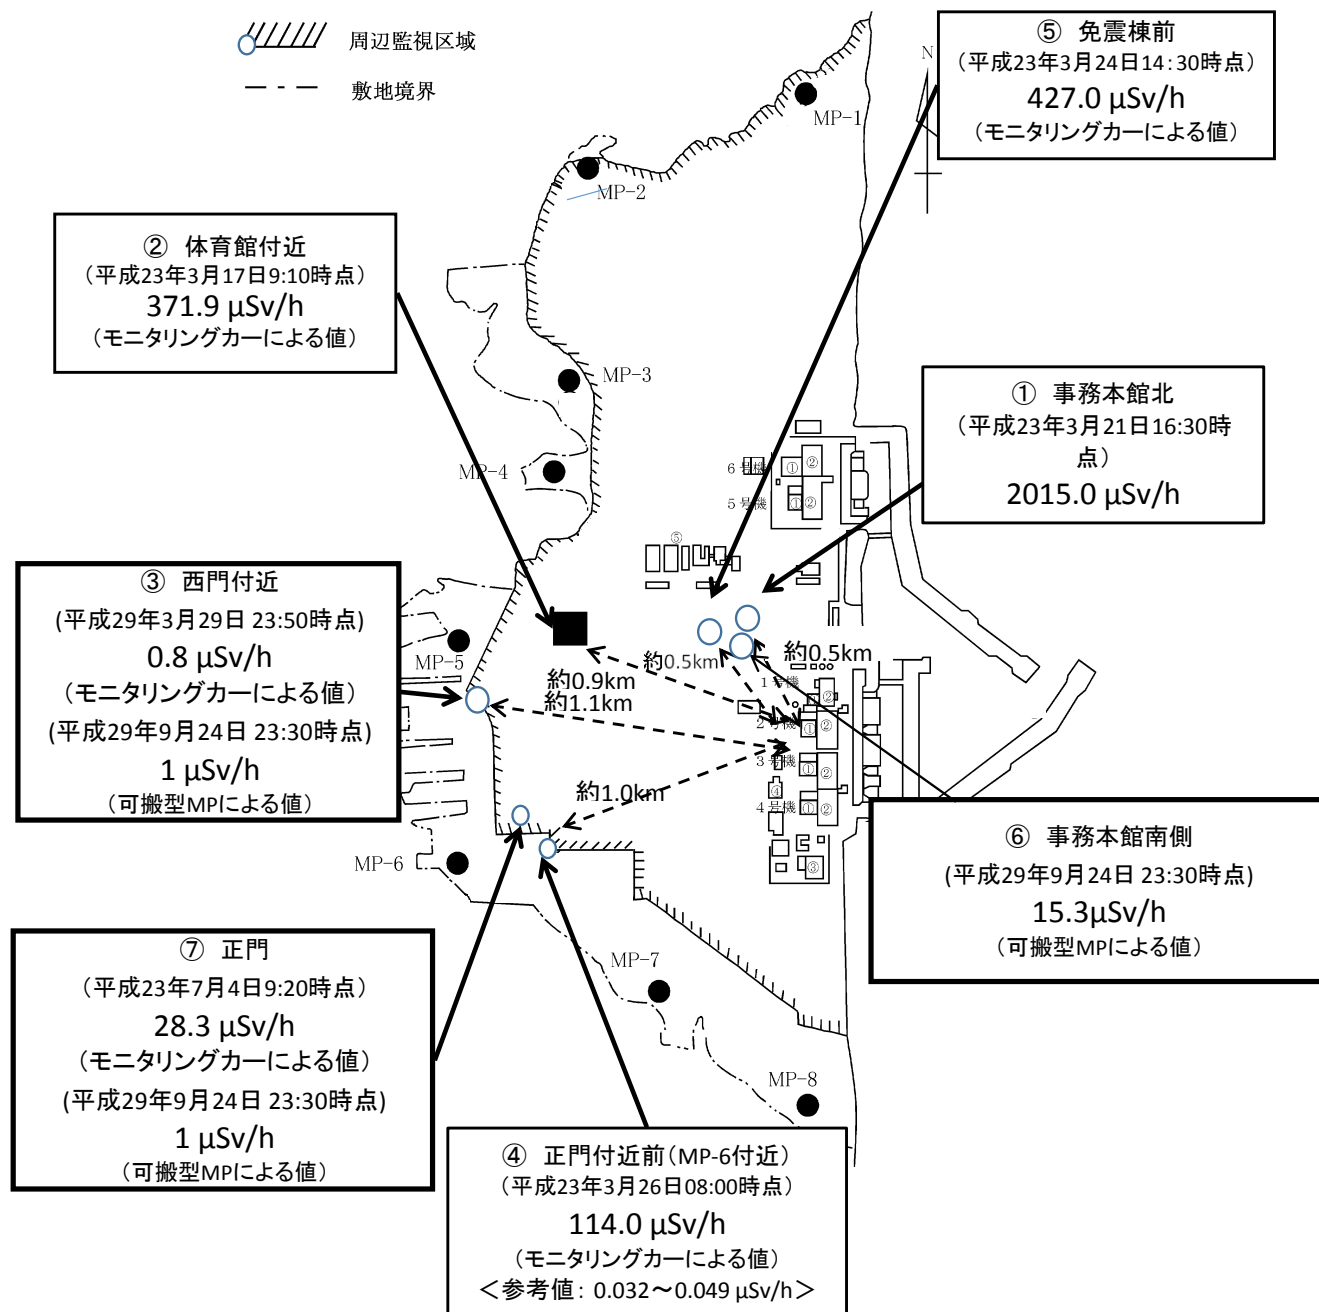 周辺監視区域
敷地境界
⑤ 免震棟前
（平成23年3月24日14：30時点）
427.0 µSv/h
（モニタリングカーによる値）
N
MP-1
MP-2
② 体育館付近
（平成23年3月17日9:10時点）
371.9 µSv/h
（モニタリングカーによる値）
MP-3
① 事務本館北
（平成23年3月21日16:30時
点）
2015.0 µSv/h
MP-4
6号機
①
②
5号機
①
②
⑤
③ 西門付近
(平成29年3月29日 23:50時点)
0.8 µSv/h
（モニタリングカーによる値）
(平成29年9月24日 23:30時点)
1 µSv/h
（可搬型MPによる値）
MP-5
約0.5km
約0.5km
約0.9km
約1.1km
1号機
②
2号機
①
②
3号機
①
②
約1.0km
④
4号機
①
②
③
MP-6
⑥ 事務本館南側
(平成29年9月24日 23:30時点)
15.3µSv/h
（可搬型MPによる値）
⑦ 正門
（平成23年7月4日9:20時点）
28.3 µSv/h
（モニタリングカーによる値）
(平成29年9月24日 23:30時点)
1 µSv/h
（可搬型MPによる値）
MP-7
MP-8
④ 正門付近前（MP-6付近）
（平成23年3月26日08:00時点）
114.0 µSv/h
（モニタリングカーによる値）
＜参考値： 0.032～0.049 µSv/h＞